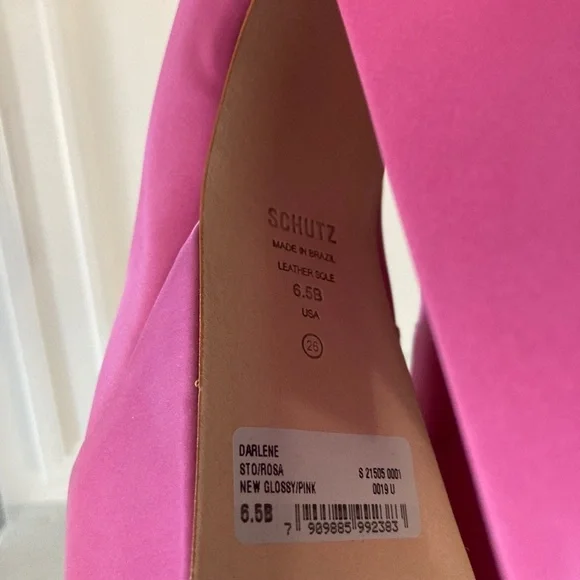 SCHUTZ
MADE IN BRAZIL
LEATHER SOLE
6.5B
USA
26
DARLENE
STO/ROSA S 21505 0001
NEW GLOSSY/PINK 0019 U
6.5B
7 909885 992383